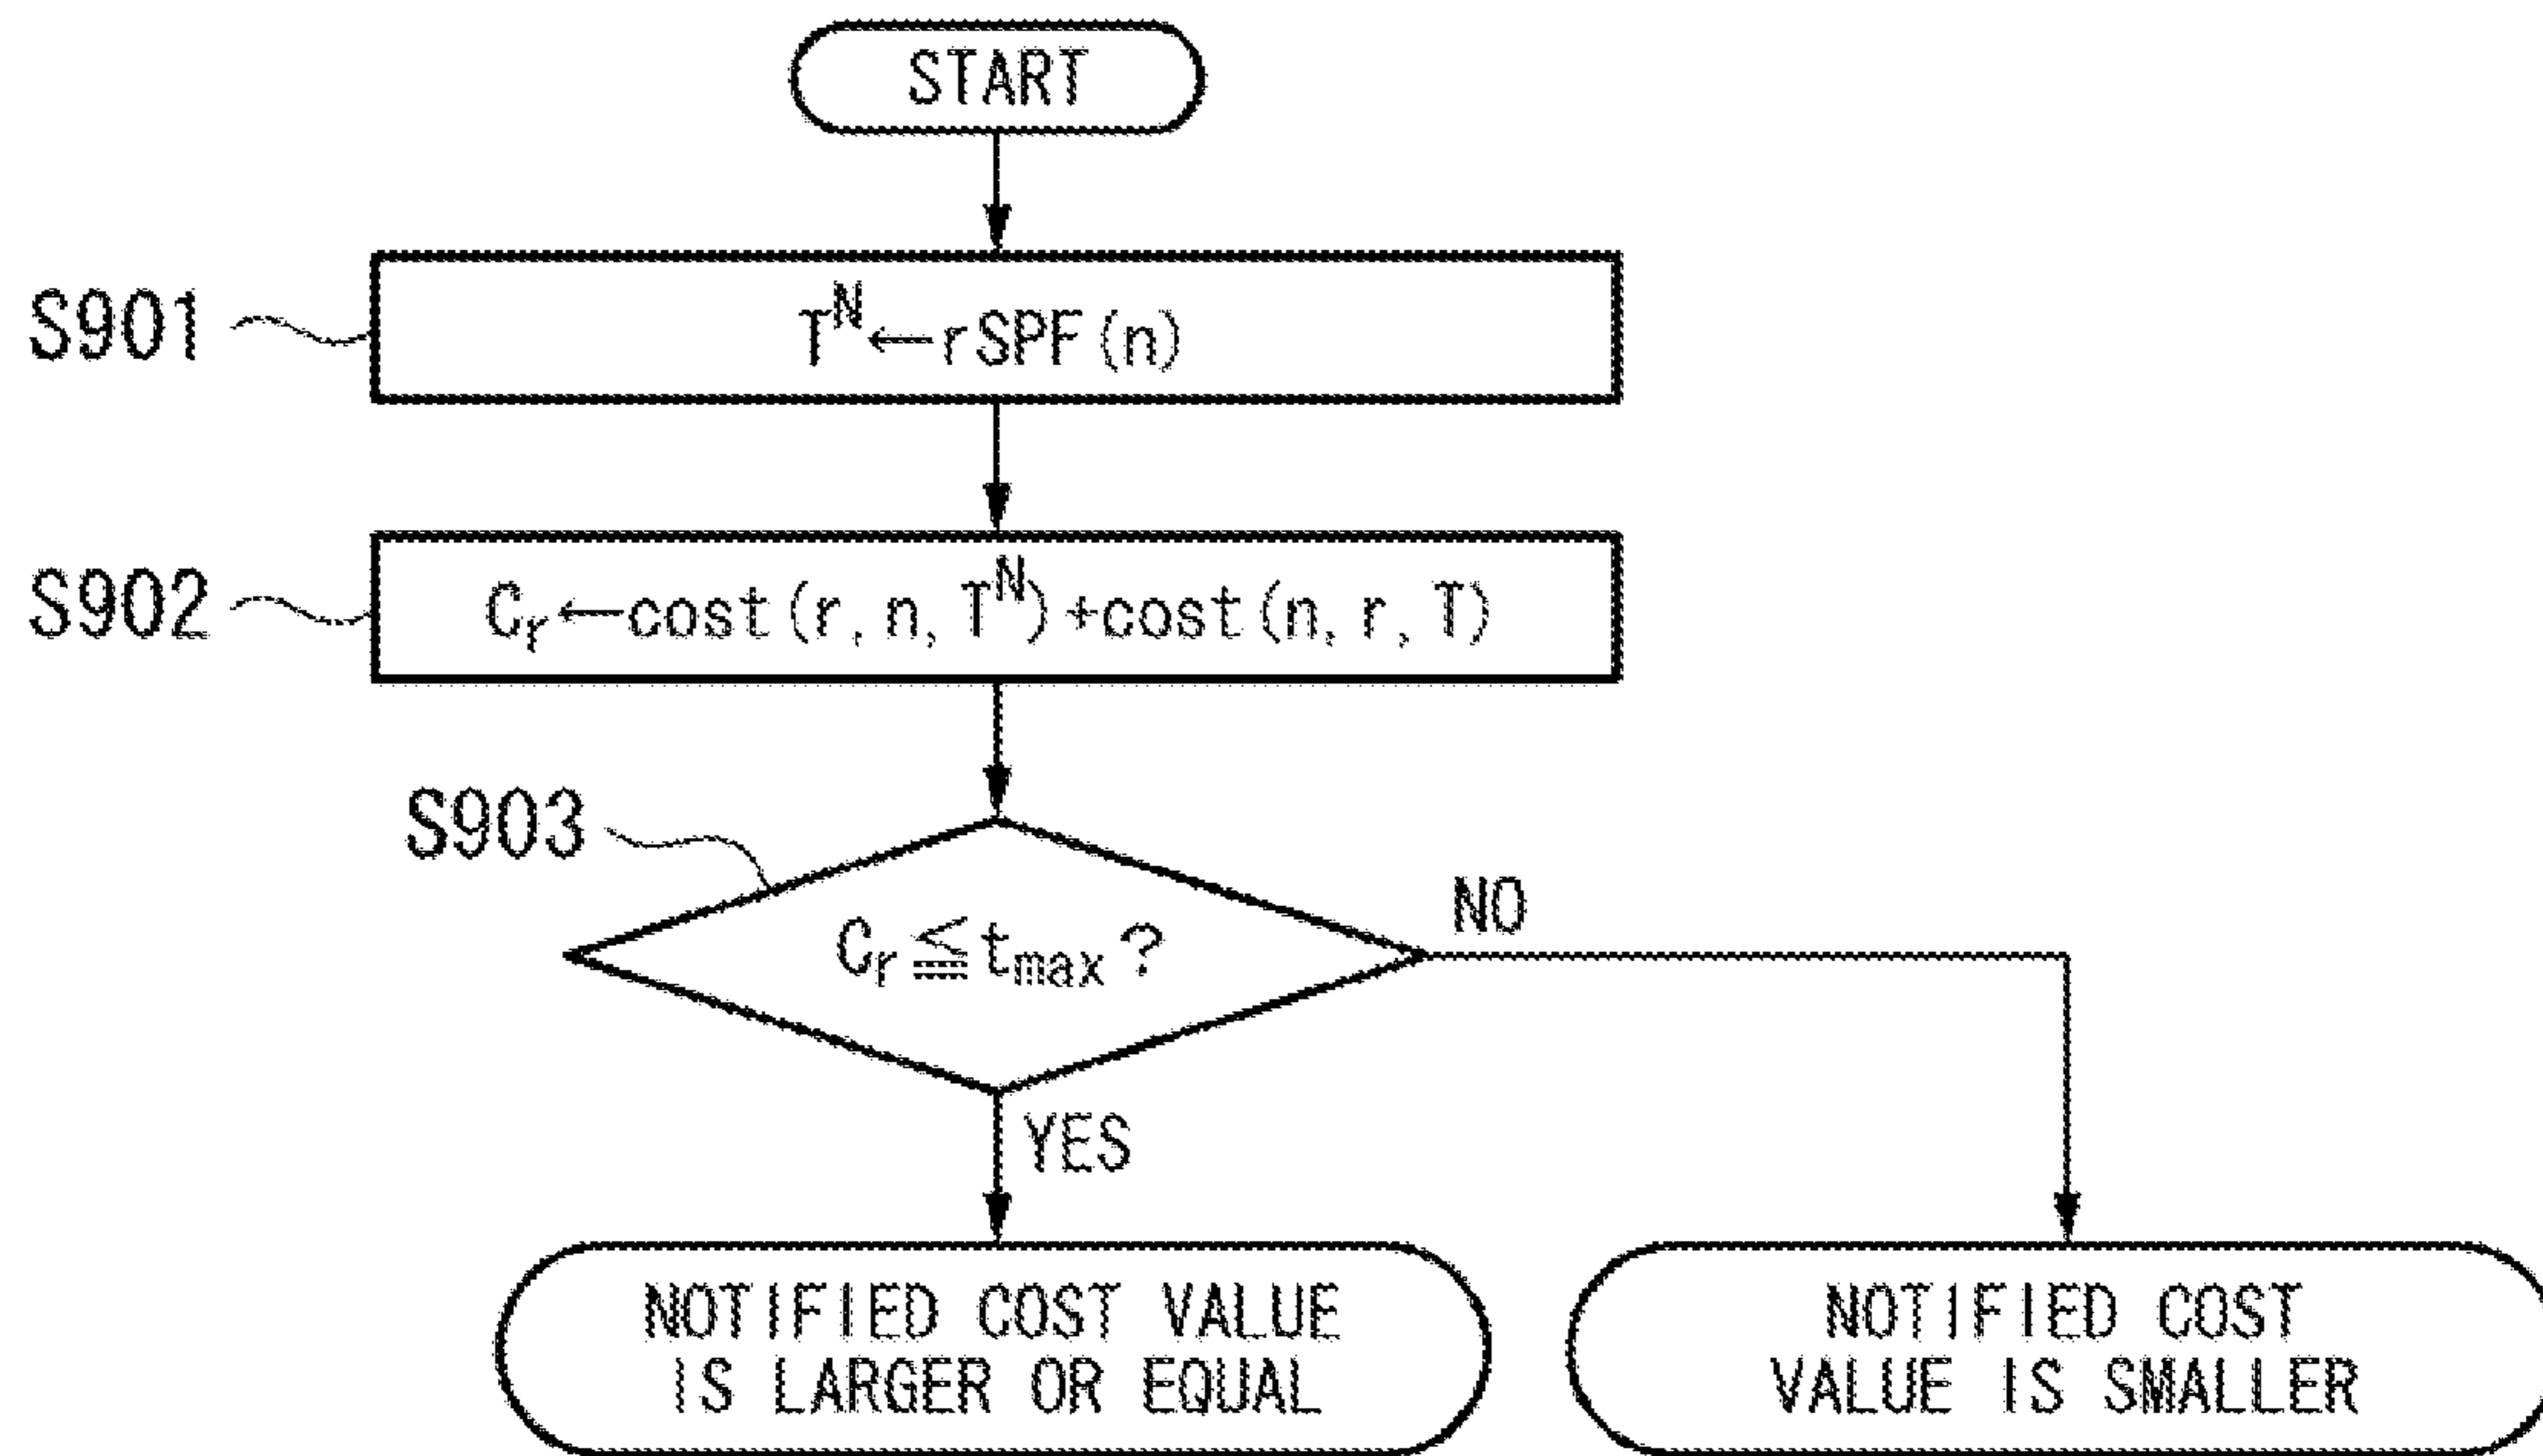 START
S901
T^N←rSPF(n)
S902
C_r←cost(r, n, T^N)+cost(n, r, T)
S903
C_r≦t_max?
NO
YES
NOTIFIED COST VALUE
IS LARGER OR EQUAL
NOTIFIED COST
VALUE IS SMALLER